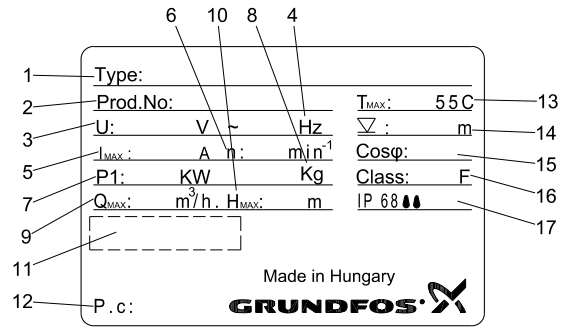 6 10 8 4
1 Type:
2 Prod.No: TMAX: 55C 13
3 U: V ~ Hz ▽ : m 14
5 IMAX : A n: min-1 Cosφ: 15
7 P1: KW Kg Class: F 16
9 QMAX: m3/h. HMAX: m IP 68 17
11
Made in Hungary
12 P.c: GRUNDFOS